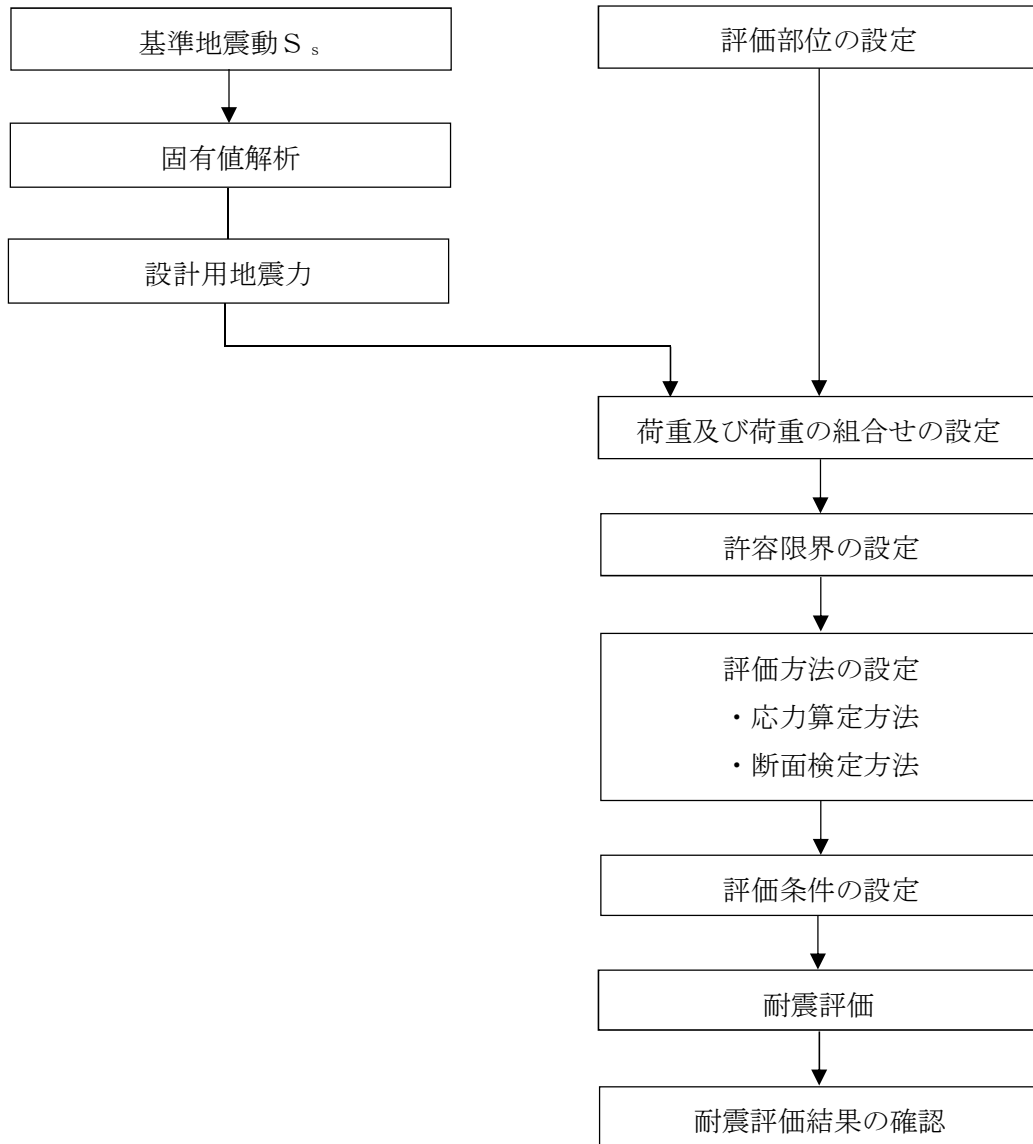 基準地震動Ｓｓ
評価部位の設定
固有値解析
設計用地震力
荷重及び荷重の組合せの設定
許容限界の設定
評価方法の設定
・応力算定方法
・断面検定方法
評価条件の設定
耐震評価
耐震評価結果の確認